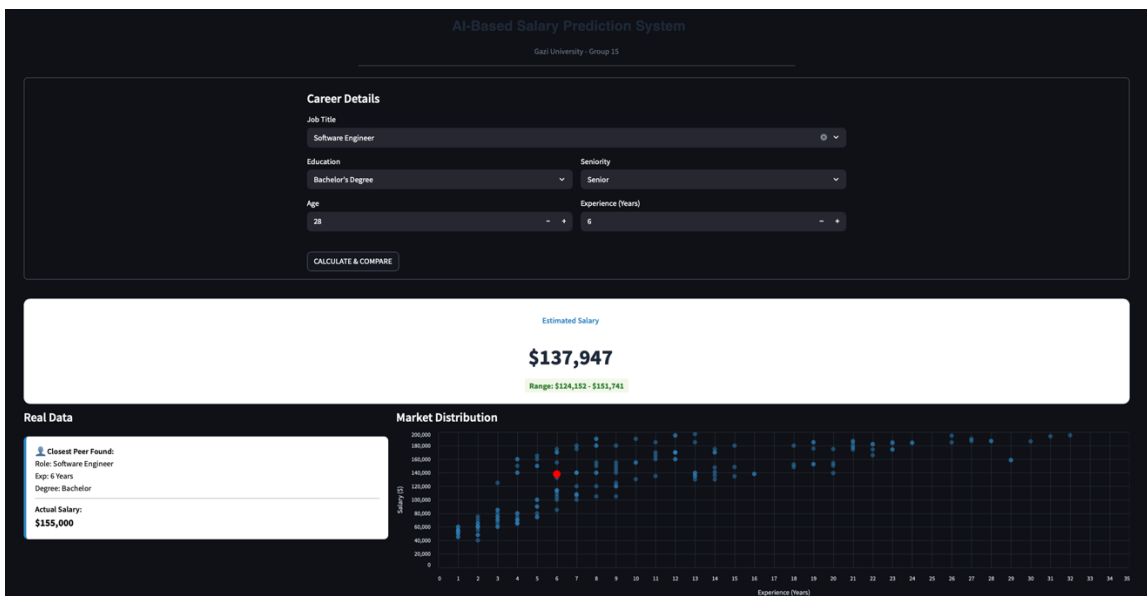 AI-Based Salary Prediction System
Gazi University - Group 15
Career Details
Job Title
Software Engineer
Education
Seniority
Bachelor's Degree
Senior
Age
Experience (Years)
28
- +
6
- +
CALCULATE & COMPARE
Estimated Salary
$137,947
Range: $124,152 - $151,741
Real Data
Closest Peer Found:
Role: Software Engineer
Exp: 6 Years
Degree: Bachelor
Actual Salary:
$155,000
Market Distribution
Salary ($)
200,000
180,000
160,000
140,000
120,000
100,000
80,000
60,000
40,000
20,000
0
0 1 2 3 4 5 6 7 8 9 10 11 12 13 14 15 16 17 18 19 20 21 22 23 24 25 26 27 28 29 30 31 32 33 34 35
Experience (Years)